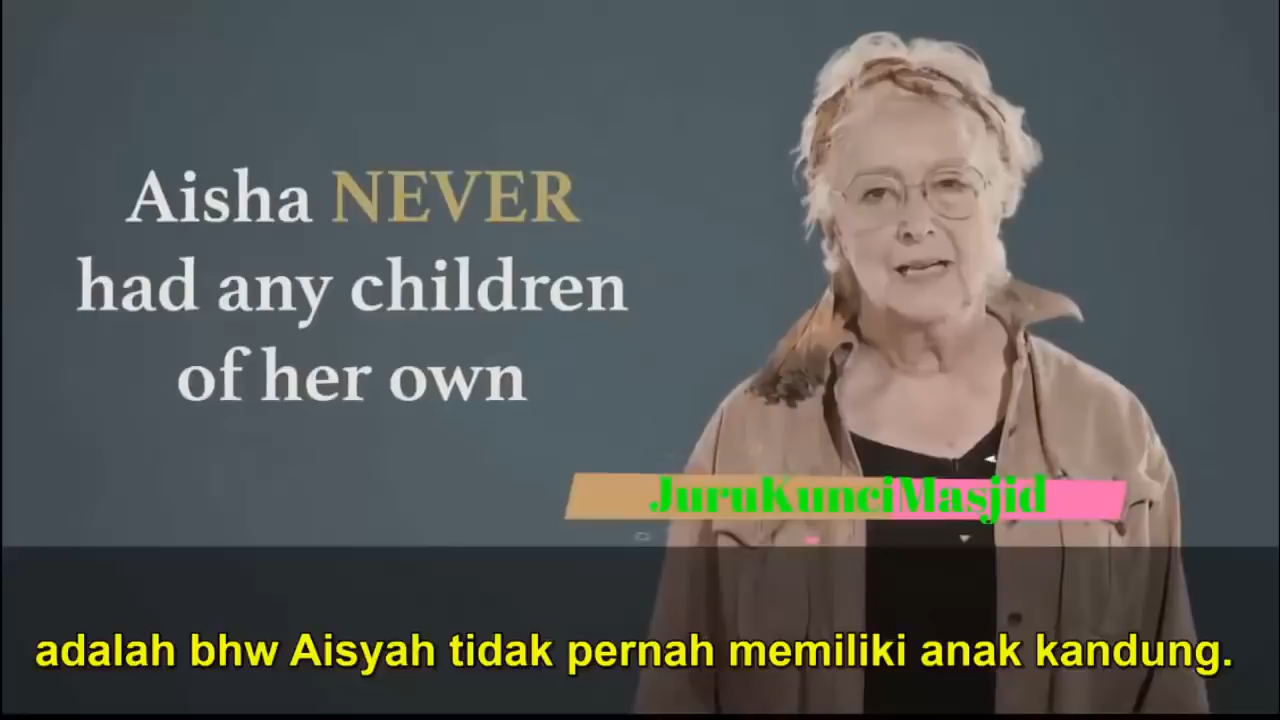 Aisha NEVER
had any children
of her own
JuruKunciMasjid
adalah bhw Aisyah tidak pernah memiliki anak kandung.